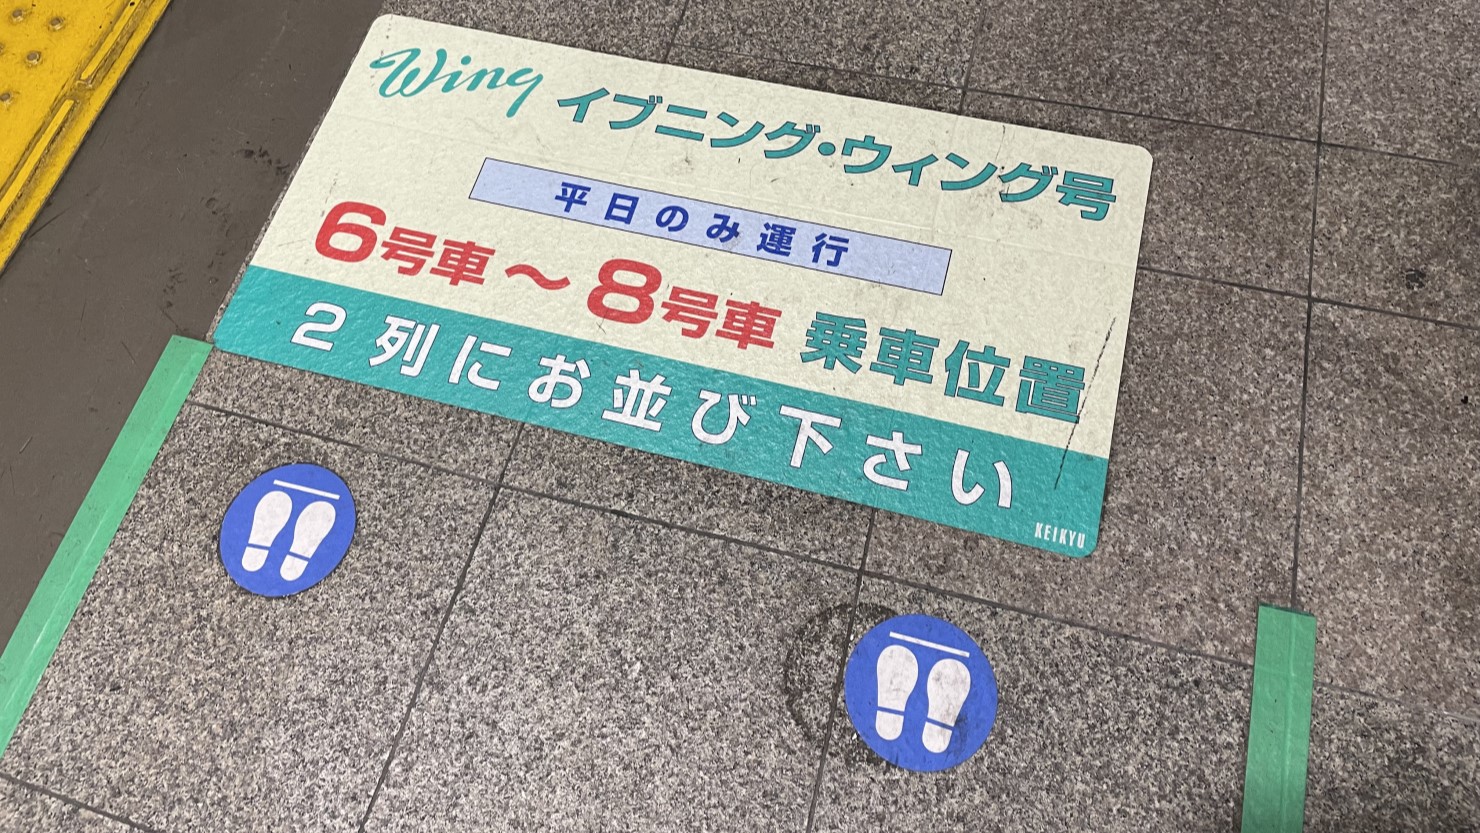 Wing イブニング・ウィング号
平日のみ運行
6号車～8号車 乗車位置
2列にお並び下さい
KEIKYU